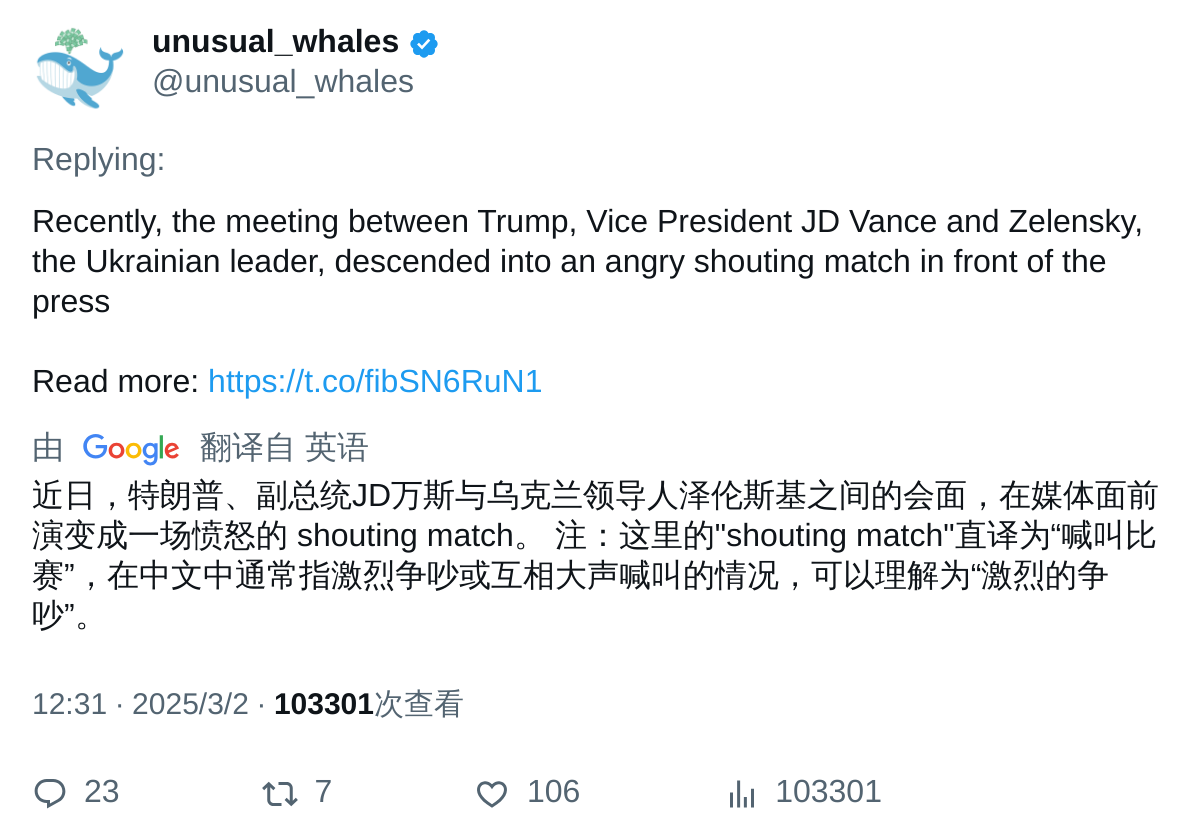 unusual_whales
@unusual_whales
Replying:
Recently, the meeting between Trump, Vice President JD Vance and Zelensky,
the Ukrainian leader, descended into an angry shouting match in front of the
press
Read more: https://t.co/fibSN6RuN1
由 Google 翻译自 英语
近日，特朗普、副总统JD万斯与乌克兰领导人泽伦斯基之间的会面，在媒体面前
演变成一场愤怒的 shouting match。 注：这里的"shouting match"直译为“喊叫比
赛”，在中文中通常指激烈争吵或互相大声喊叫的情况，可以理解为“激烈的争
吵”。
12:31 · 2025/3/2 · 103301次查看
23 7 106 103301